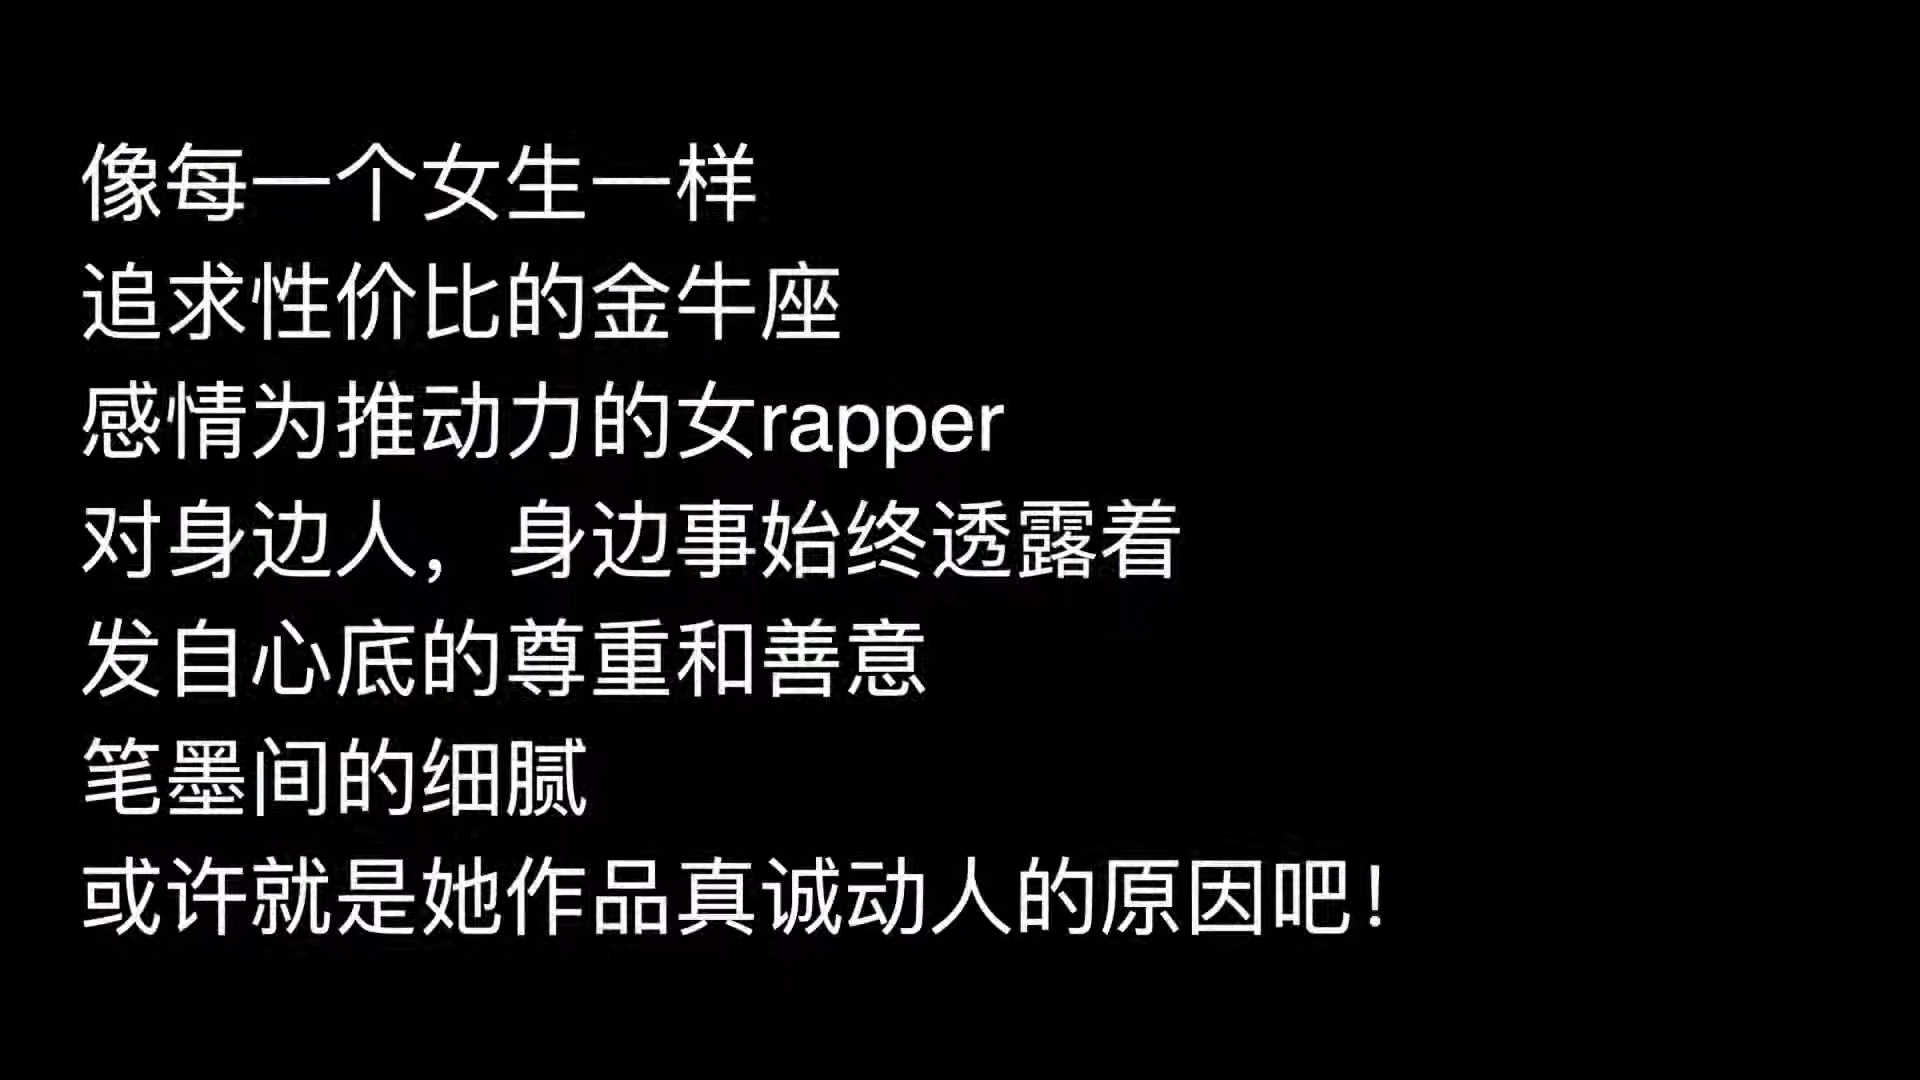 像每一个女生一样
追求性价比的金牛座
感情为推动力的女rapper
对身边人，身边事始终透露着
发自心底的尊重和善意
笔墨间的细腻
或许就是她作品真诚动人的原因吧！